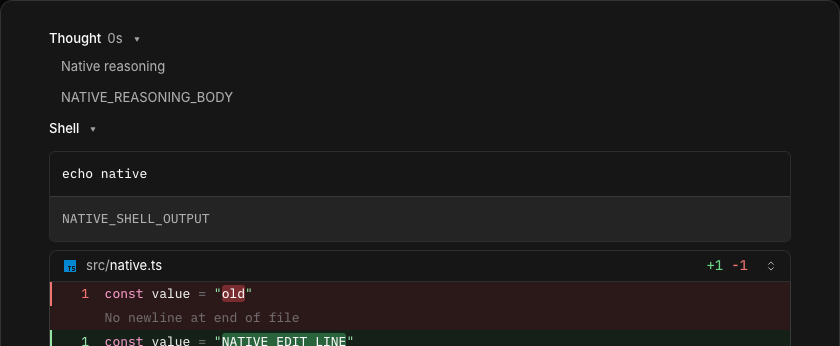 Thought 0s
Native reasoning
NATIVE_REASONING_BODY
Shell
echo native
NATIVE_SHELL_OUTPUT
TS src/native.ts +1 -1
1 const value = "old"
No newline at end of file
1 const value = "NATIVE_EDIT_LINE"